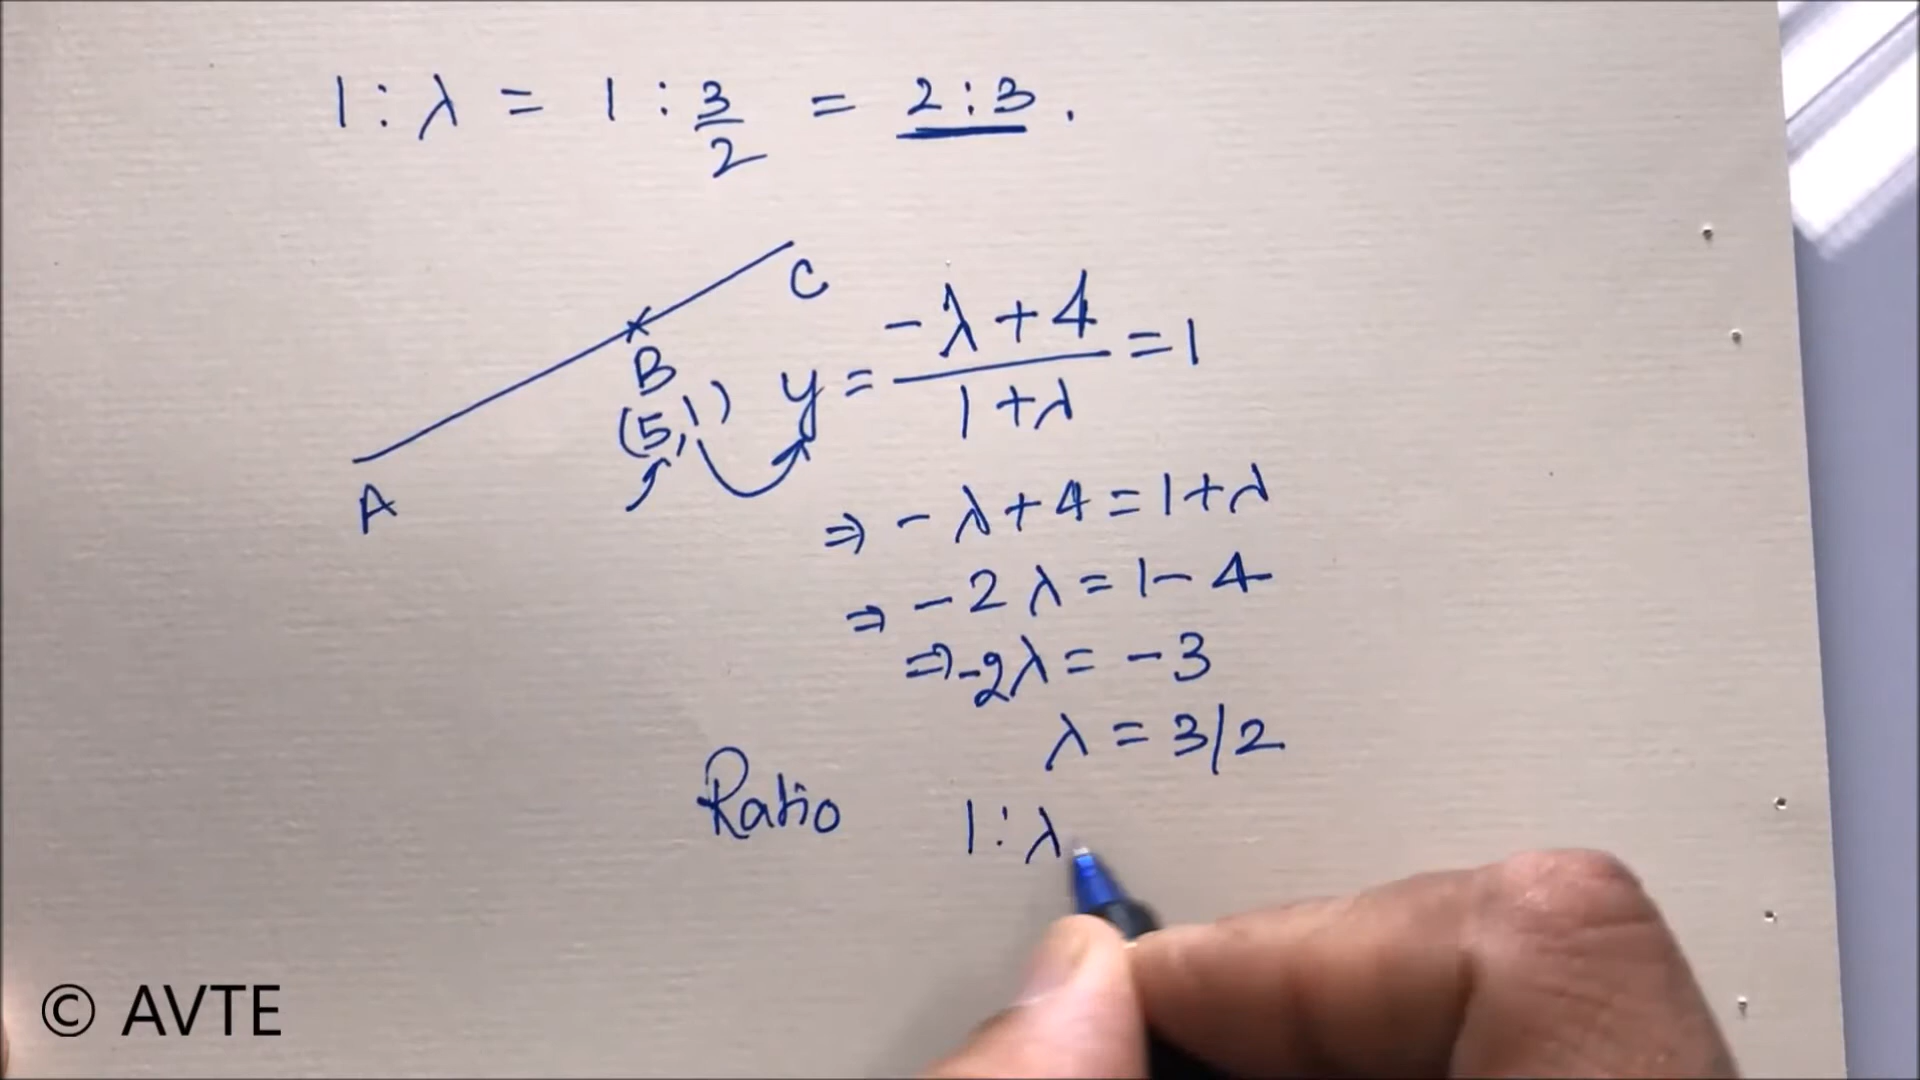 1 : λ = 1 : 3/2 = 2 : 3 .
C
B
(5, 1)
A
y = (-λ + 4)/(1 + λ) = 1
⇒ - λ + 4 = 1 + λ
⇒ - 2 λ = 1 - 4
⇒ -2λ = - 3
λ = 3/2
Ratio 1 : λ
© AVTE